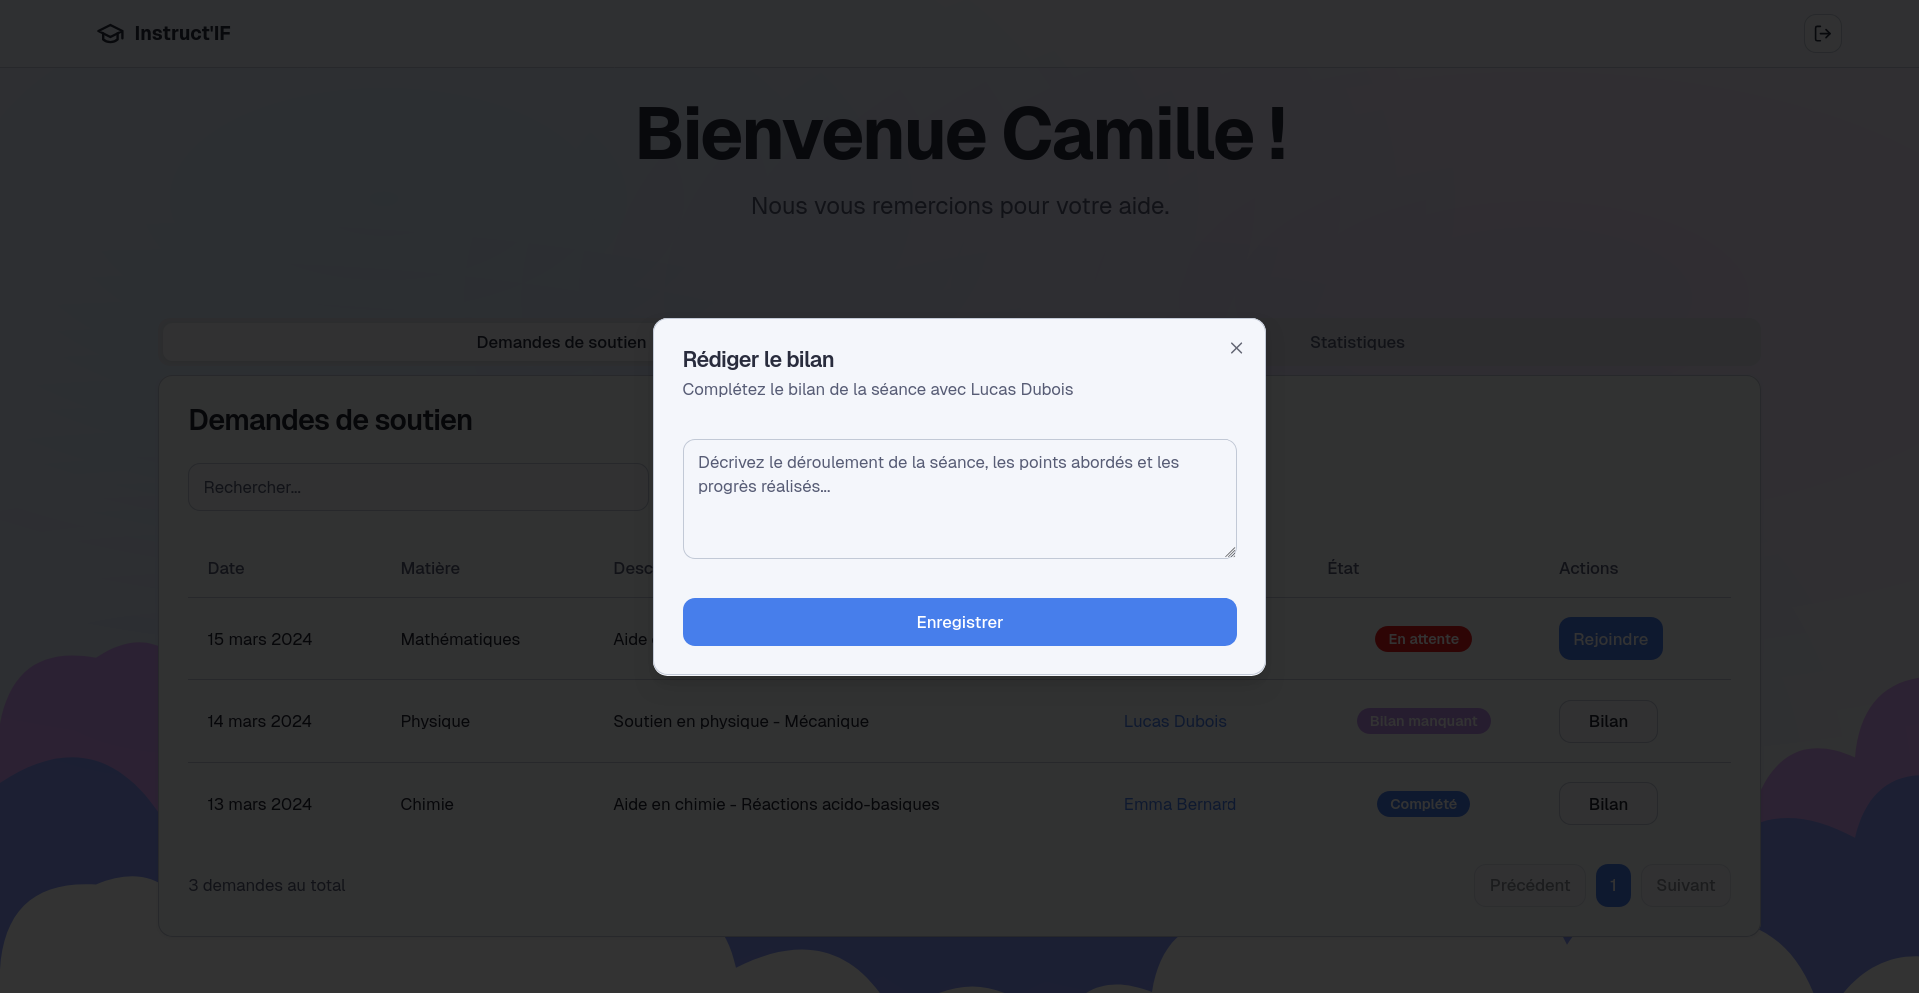 Instruct'IF
Bienvenue Camille !
Nous vous remercions pour votre aide.
Demandes de soutien
Statistiques
Rédiger le bilan
Complétez le bilan de la séance avec Lucas Dubois
Décrivez le déroulement de la séance, les points abordés et les
progrès réalisés...
Enregistrer
Demandes de soutien
Rechercher...
Date Matière Desc État Actions
15 mars 2024 Mathématiques Aide En attente Rejoindre
14 mars 2024 Physique Soutien en physique - Mécanique Lucas Dubois Bilan manquant Bilan
13 mars 2024 Chimie Aide en chimie - Réactions acido-basiques Emma Bernard Complété Bilan
3 demandes au total Précédent 1 Suivant